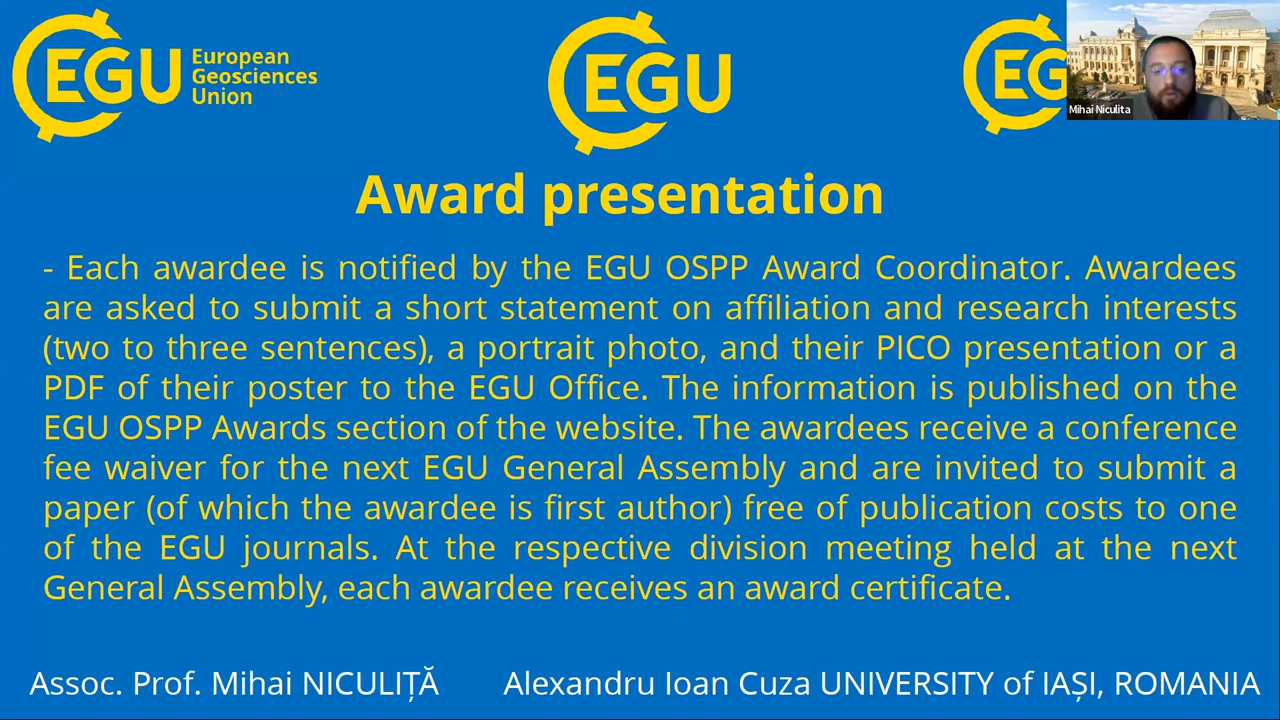 EGU European
Geosciences
Union
EGU
EG
Mihai Niculita
Award presentation
- Each awardee is notified by the EGU OSPP Award Coordinator. Awardees
are asked to submit a short statement on affiliation and research interests
(two to three sentences), a portrait photo, and their PICO presentation or a
PDF of their poster to the EGU Office. The information is published on the
EGU OSPP Awards section of the website. The awardees receive a conference
fee waiver for the next EGU General Assembly and are invited to submit a
paper (of which the awardee is first author) free of publication costs to one
of the EGU journals. At the respective division meeting held at the next
General Assembly, each awardee receives an award certificate.
Assoc. Prof. Mihai NICULIȚĂ Alexandru Ioan Cuza UNIVERSITY of IAȘI, ROMANIA